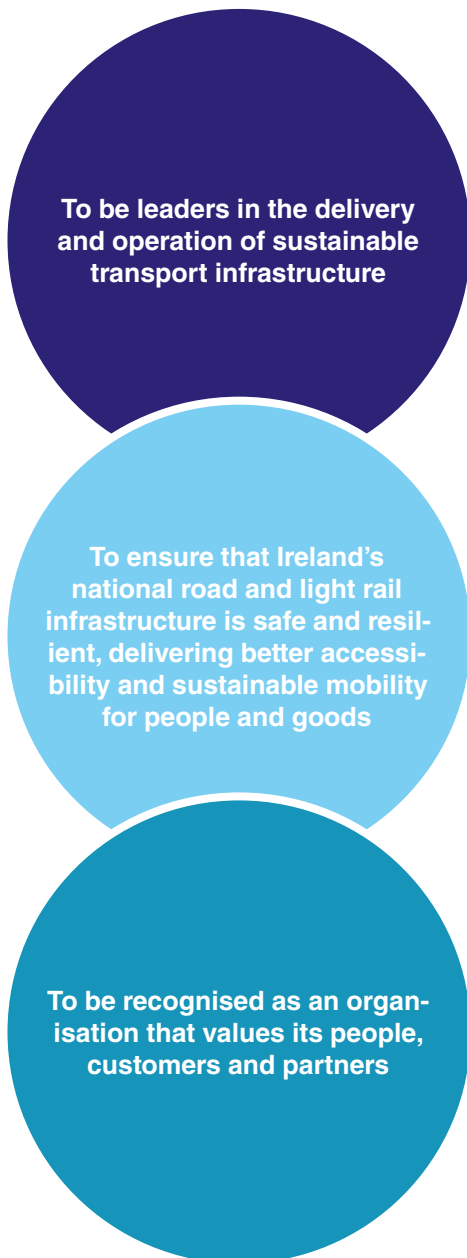 To be leaders in the delivery
and operation of sustainable
transport infrastructure
To ensure that Ireland’s
national road and light rail
infrastructure is safe and resil-
ient, delivering better accessi-
bility and sustainable mobility
for people and goods
To be recognised as an organ-
isation that values its people,
customers and partners